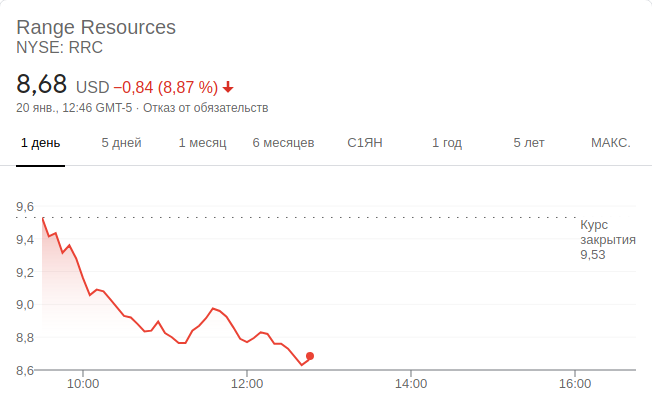 Range Resources
NYSE: RRC
8,68 USD −0,84 (8,87 %)
20 янв., 12:46 GMT-5 · Отказ от обязательств
1 день 5 дней 1 месяц 6 месяцев С1ЯН 1 год 5 лет МАКС.
9,6
Курс
закрытия
9,53
9,4
9,2
9,0
8,8
8,6
10:00 12:00 14:00 16:00